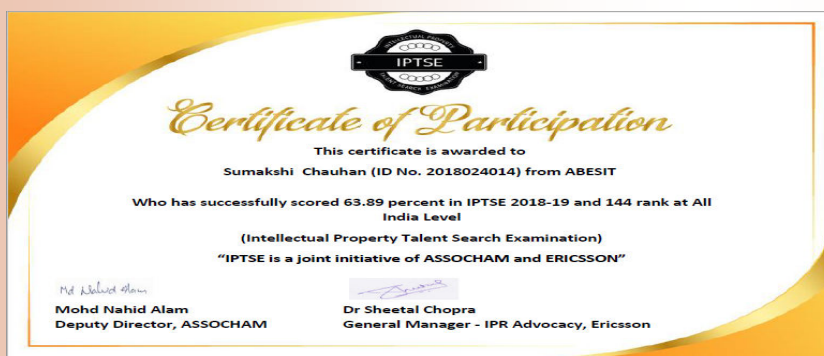 INTELLECTUAL PROPERTY
IPTSE
TALENT SEARCH EXAMINATION
Certificate of Participation
This certificate is awarded to
Sumakshi Chauhan (ID No. 2018024014) from ABESIT
Who has successfully scored 63.89 percent in IPTSE 2018-19 and 144 rank at All
India Level
(Intellectual Property Talent Search Examination)
“IPTSE is a joint initiative of ASSOCHAM and ERICSSON”
Md Nahid Alam
Mohd Nahid Alam
Deputy Director, ASSOCHAM
Dr Sheetal Chopra
General Manager - IPR Advocacy, Ericsson